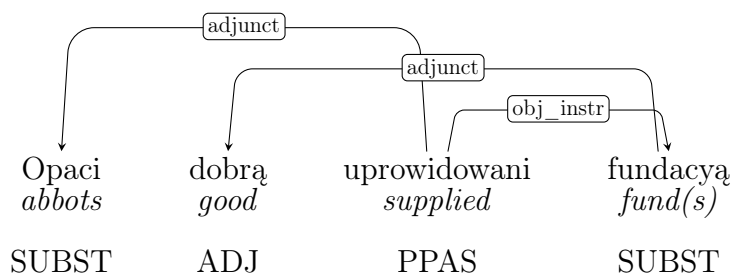 adjunct
adjunct
obj_instr
Opaci dobrą uprowidowani fundacyą
abbots good supplied fund(s)
SUBST ADJ PPAS SUBST